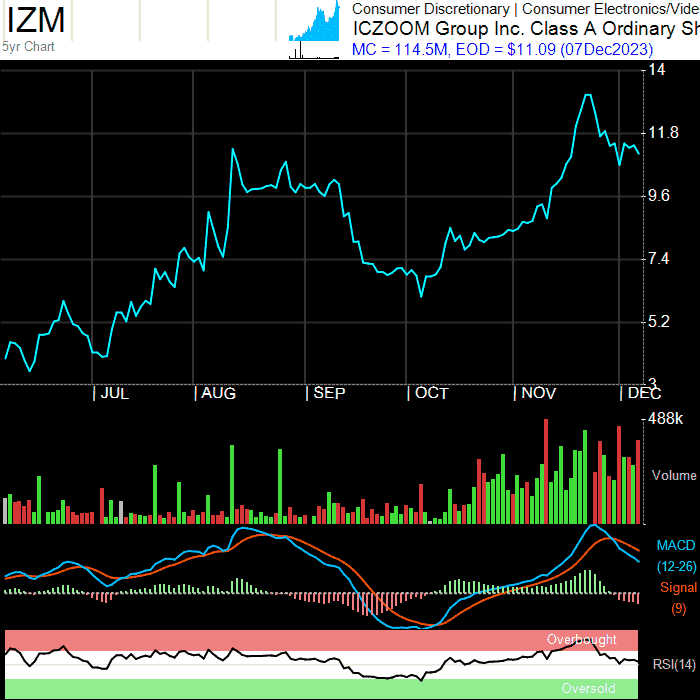 IZM
5yr Chart
Consumer Discretionary | Consumer Electronics/Vide
ICZOOM Group Inc. Class A Ordinary Sh
MC = 114.5M, EOD = $11.09 (07Dec2023)
14
11.8
9.6
7.4
5.2
3
JUL AUG SEP OCT NOV DEC
488k
Volume
MACD
(12-26)
Signal
(9)
Overbought
RSI(14)
Oversold